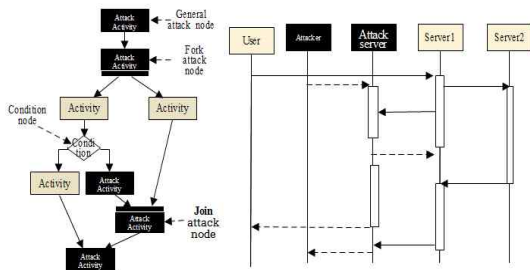 Attack
Activity
General
attack
node
Attack
Activity
Fork
attack
node
Activity
Activity
Condition
node
Condi
tion
Activity
Attack
Activity
Attack
Activity
Join
attack
node
Attack
Activity
User
Attacker
Attack
server
Server1
Server2